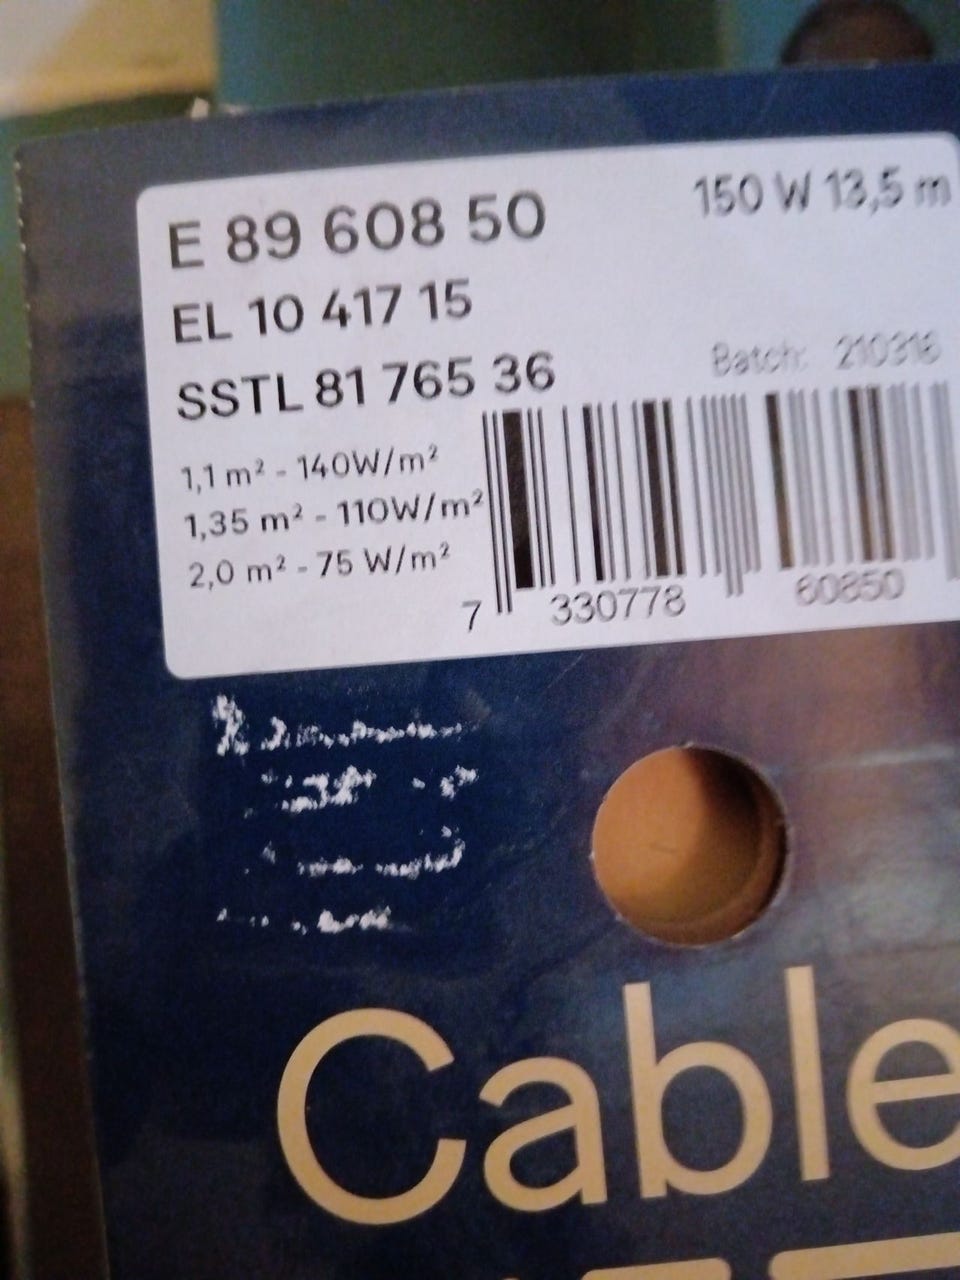 E 89 608 50
150 W 13,5 m
EL 10 417 15
SSTL 81 765 36
Batch: 210316
1,1 m² - 140W/m²
1,35 m² - 110W/m²
2,0 m² - 75 W/m²
7 330778 60850
Cable